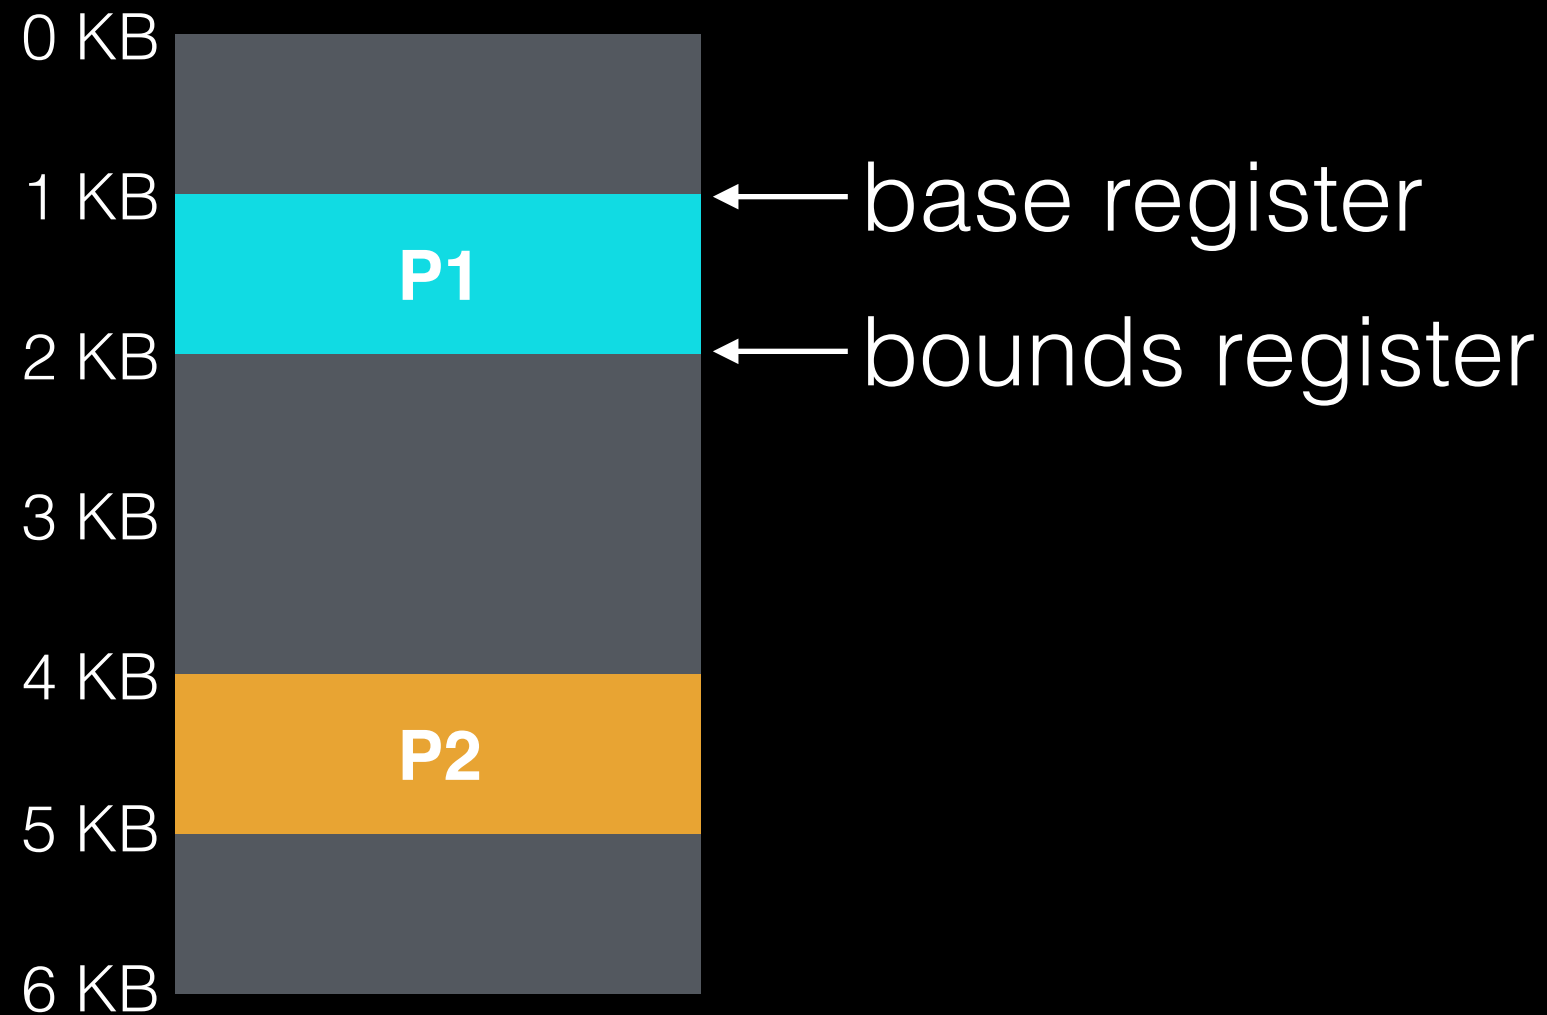 0 KB
1 KB
base register
P1
2 KB
bounds register
3 KB
4 KB
P2
5 KB
6 KB